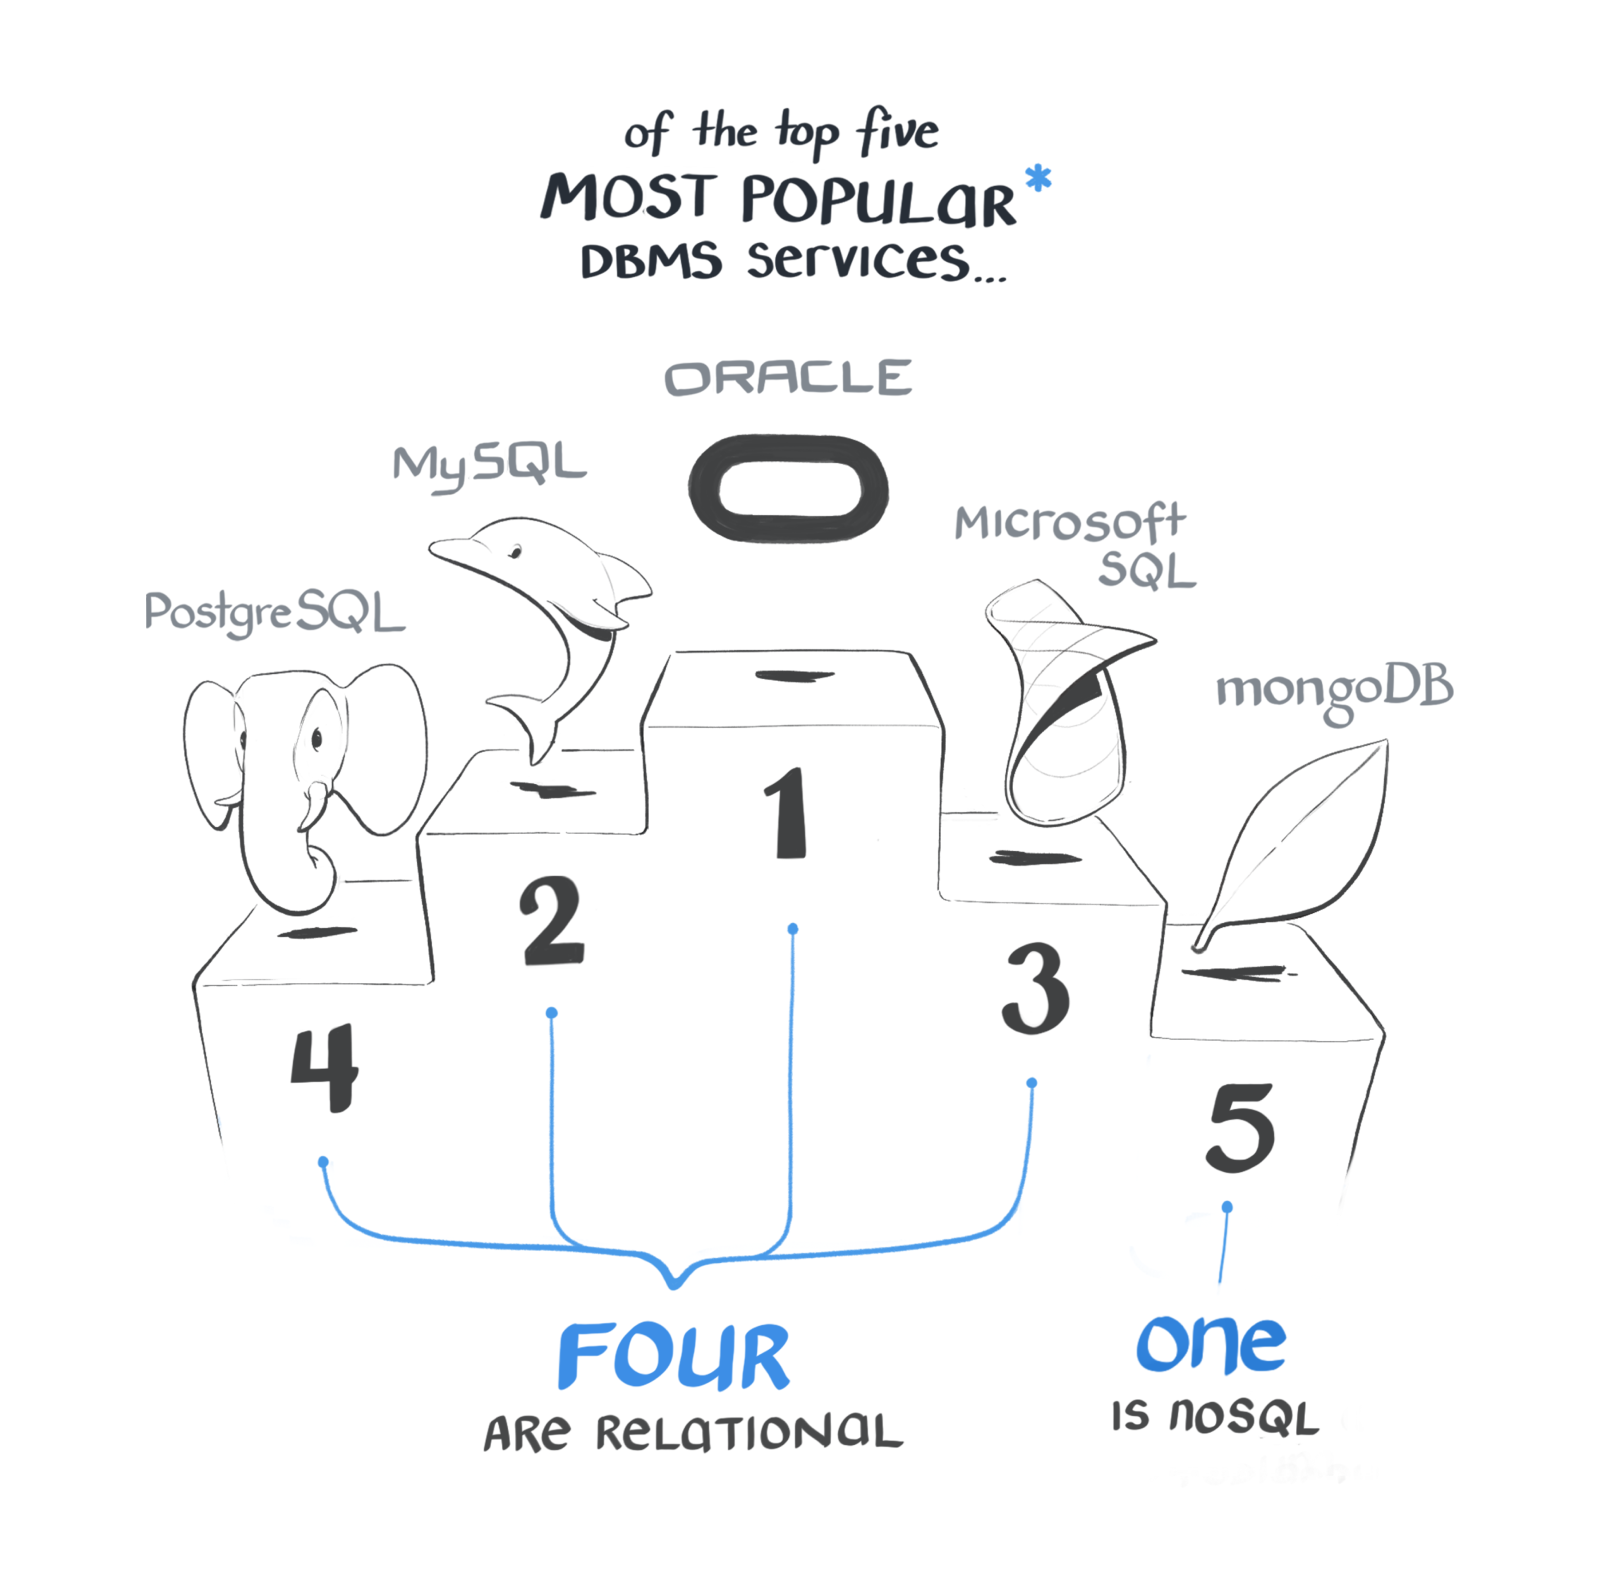 of the top five
MOST POPULAR*
DBMS services...
ORACLE
MySQL
Microsoft
SQL
PostgreSQL
mongoDB
1
2
3
4
5
FOUR
ARE RELATIONAL
one
IS noSQL